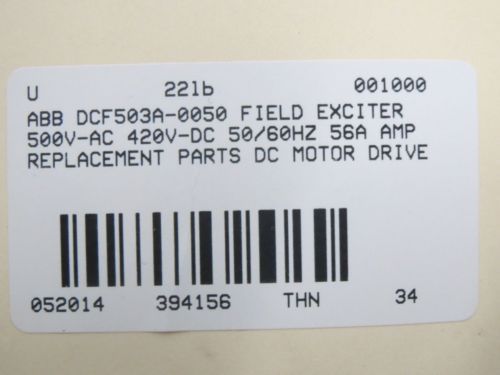 U 22lb 001000
ABB DCF503A-0050 FIELD EXCITER
500V-AC 420V-DC 50/60HZ 56A AMP
REPLACEMENT PARTS DC MOTOR DRIVE
052014 394156 THN 34